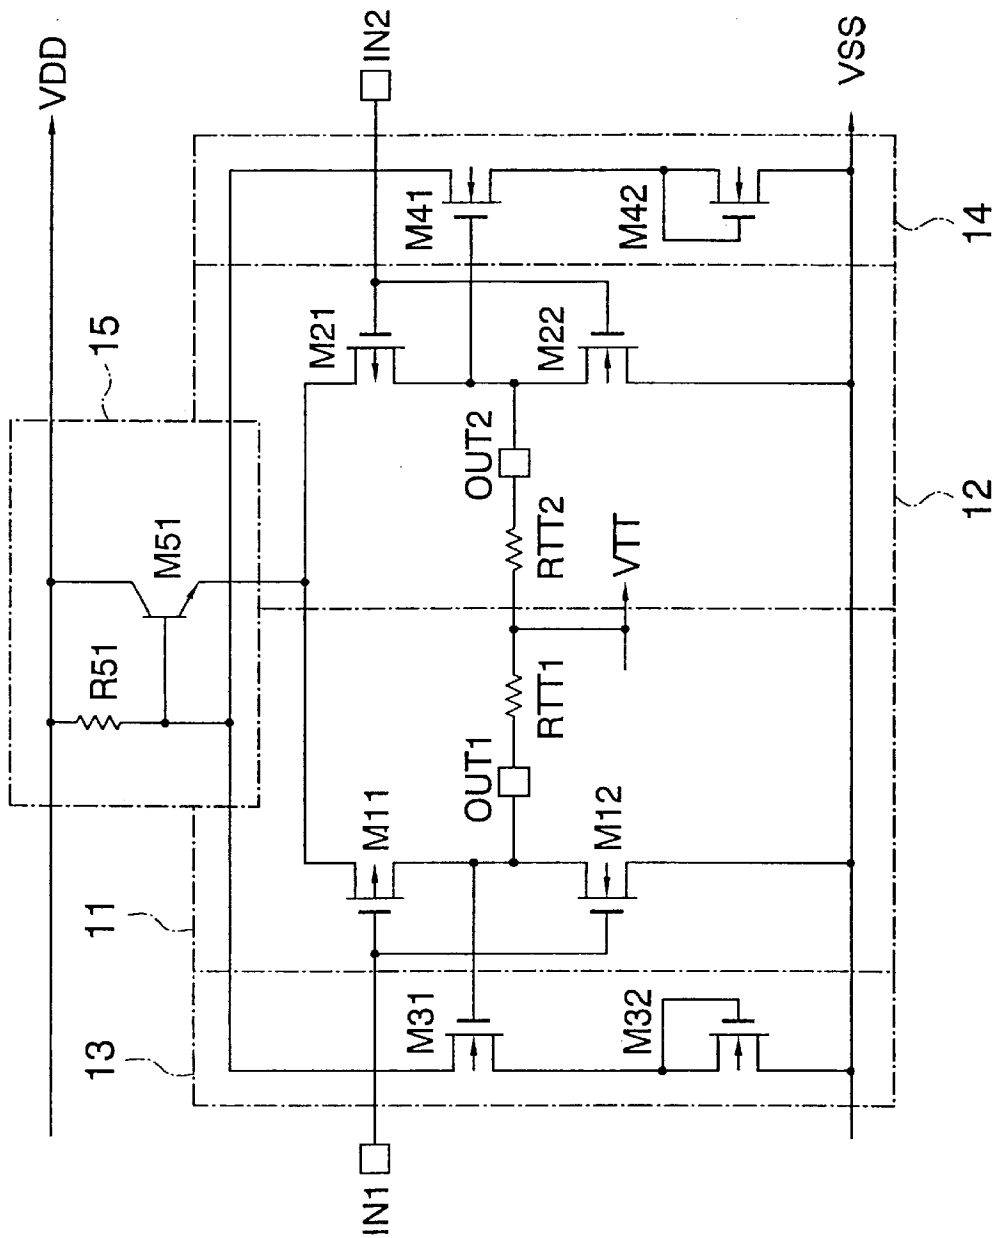 VDD
15
R51
M51
11
13
14
12
IN1
IN2
M11
M21
M31
M41
OUT1
OUT2
RTT1
RTT2
VTT
M12
M22
M32
M42
VSS